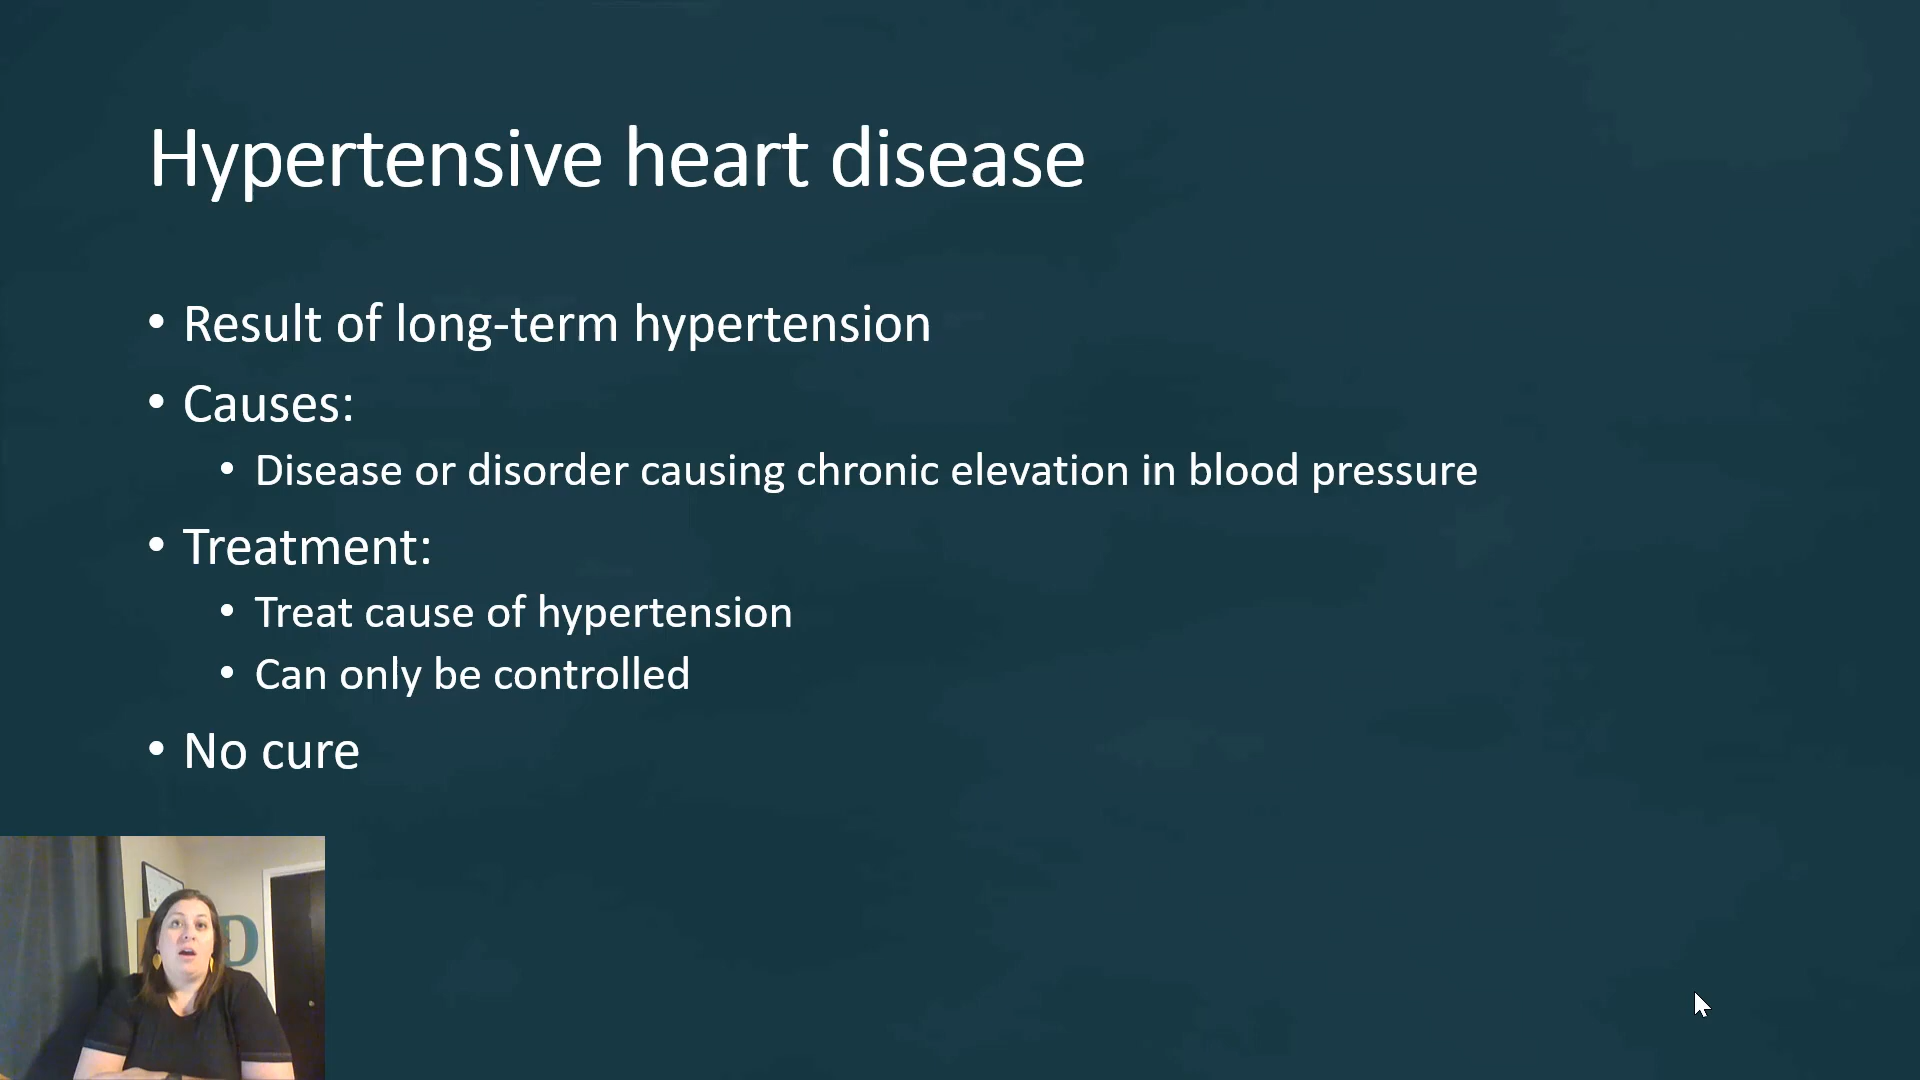 Hypertensive heart disease
• Result of long-term hypertension
• Causes:
• Disease or disorder causing chronic elevation in blood pressure
• Treatment:
• Treat cause of hypertension
• Can only be controlled
• No cure
D